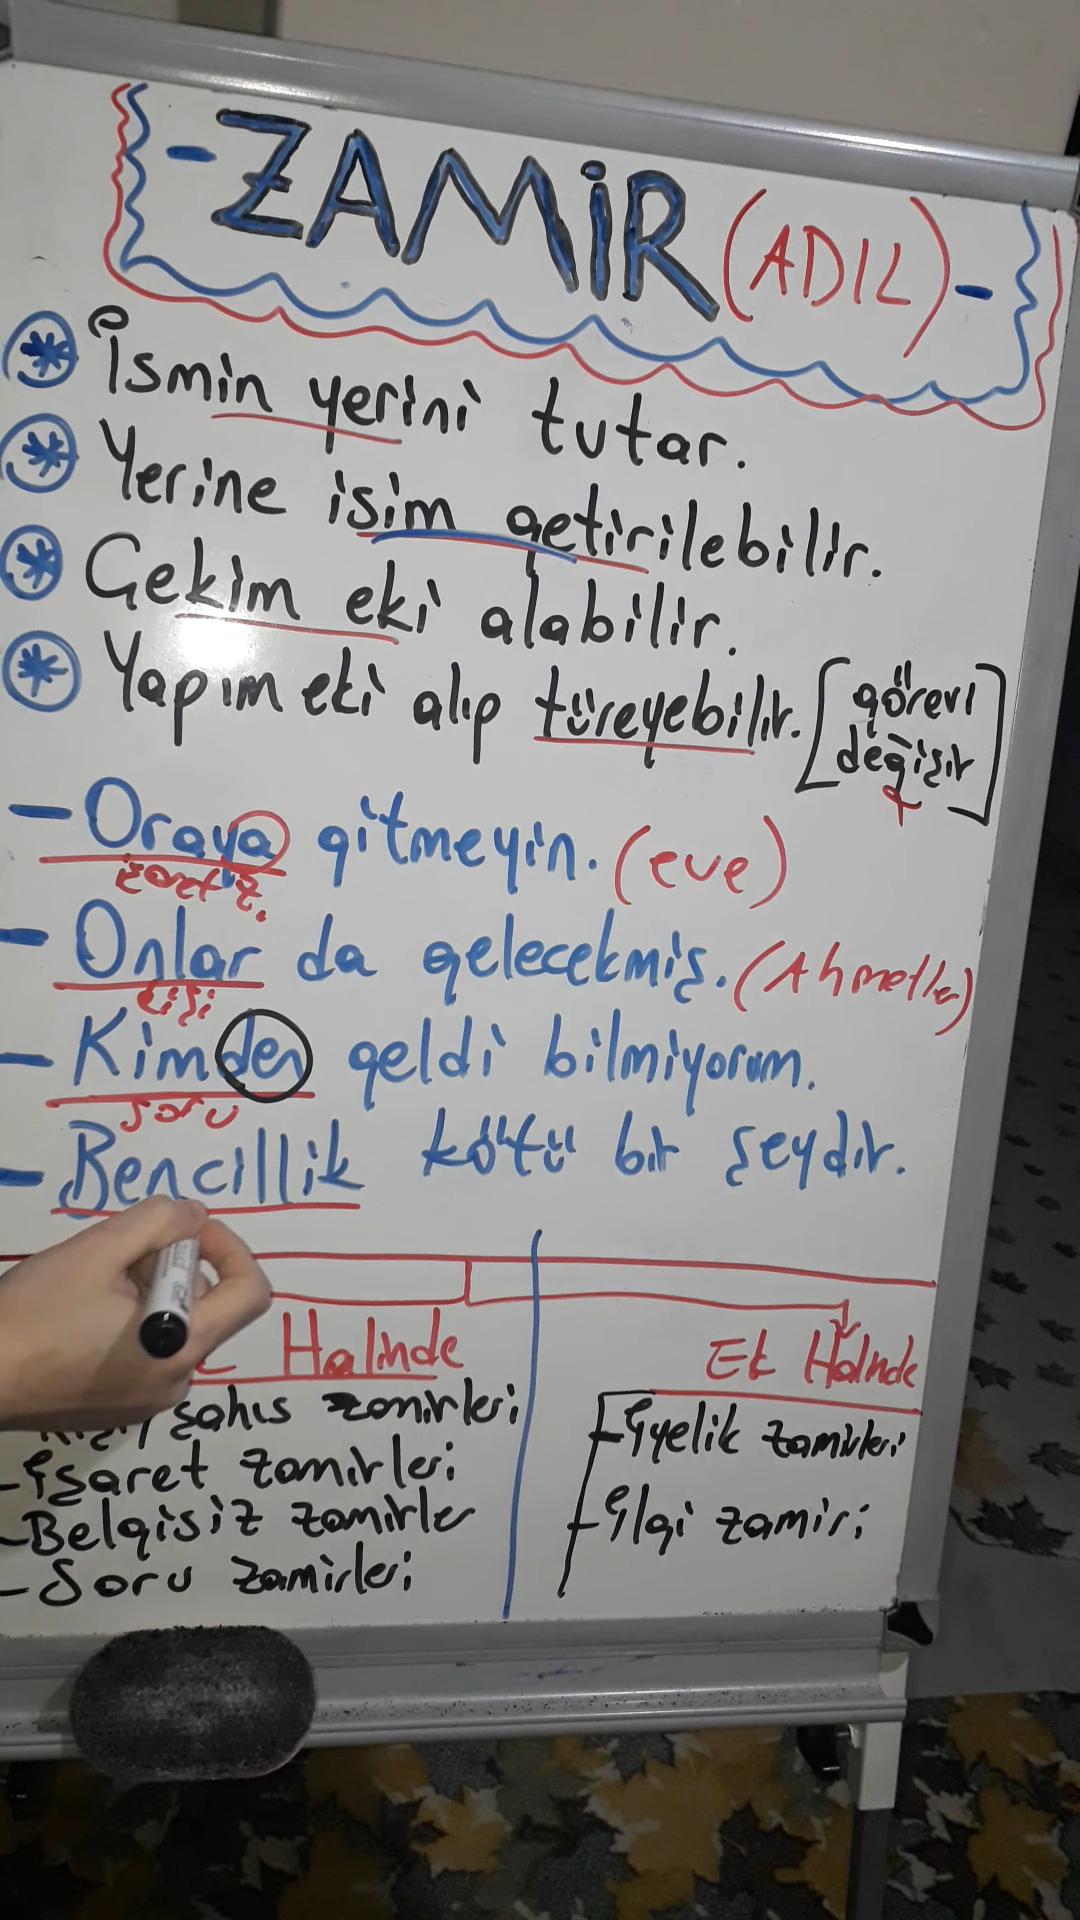 - ZAMİR (ADIL) -
* İsmin yerini tutar.
* Yerine isim getirilebilir.
* Çekim eki alabilir.
* Yapım eki alıp türeyebilir. [görevi değişir]
- Oraya gitmeyin. (eve)
işaret z.
- Onlar da gelecekmiş. (Ahmetler)
kişi
- Kimden geldi bilmiyorum.
soru
- Bencillik kötü bir şeydir.
Halinde
şahıs zamirleri
- İşaret zamirleri
- Belgisiz zamirler
- Soru zamirleri
Ek Halinde
- İyelik zamirleri
- İlgi zamiri